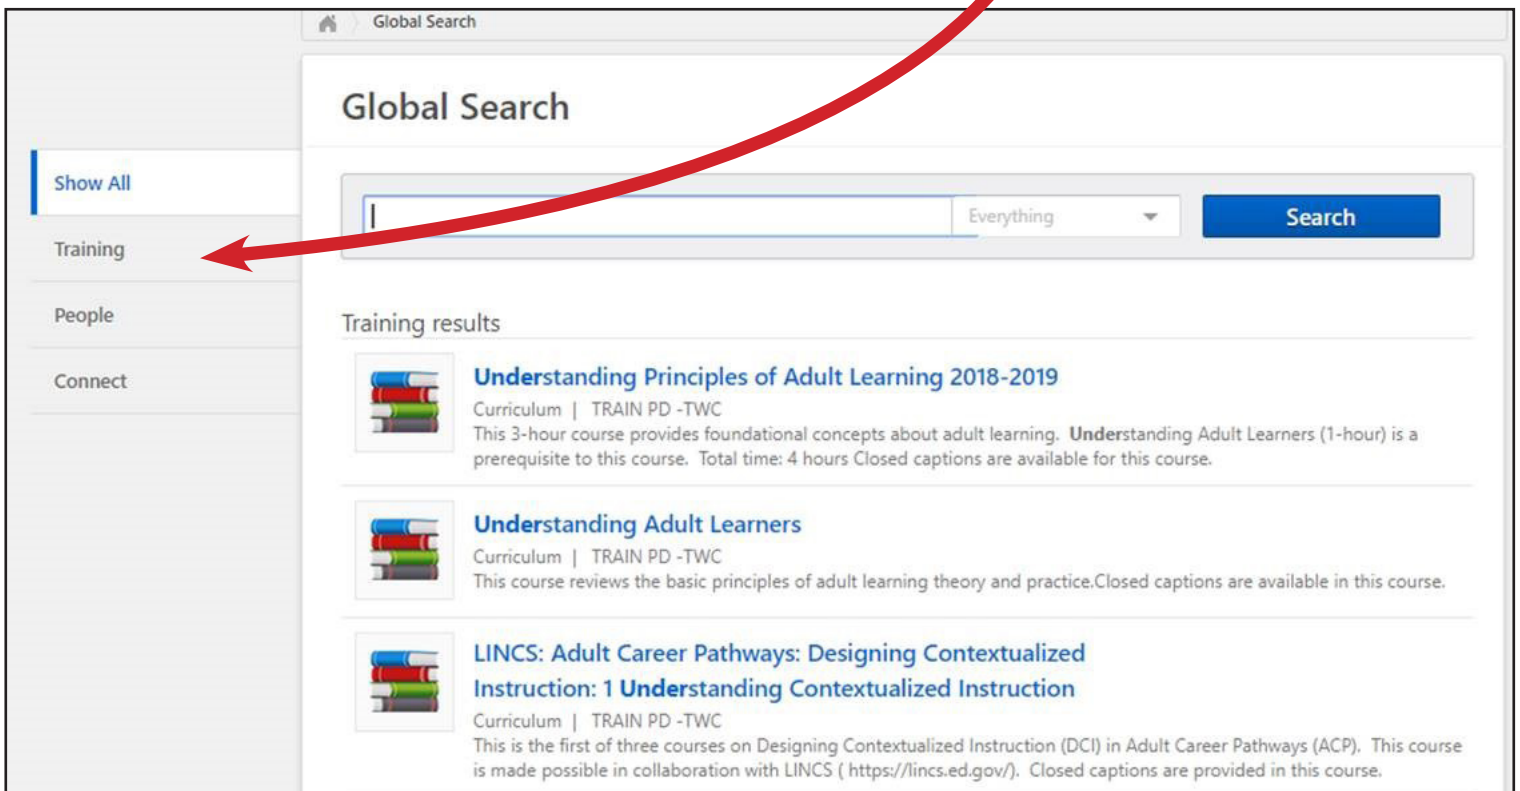 Global Search
Global Search
Show All
Training
People
Connect
Everything
Search
Training results
Understanding Principles of Adult Learning 2018-2019
Curriculum | TRAIN PD -TWC
This 3-hour course provides foundational concepts about adult learning. Understanding Adult Learners (1-hour) is a
prerequisite to this course. Total time: 4 hours Closed captions are available for this course.
Understanding Adult Learners
Curriculum | TRAIN PD -TWC
This course reviews the basic principles of adult learning theory and practice.Closed captions are available in this course.
LINCS: Adult Career Pathways: Designing Contextualized
Instruction: 1 Understanding Contextualized Instruction
Curriculum | TRAIN PD -TWC
This is the first of three courses on Designing Contextualized Instruction (DCI) in Adult Career Pathways (ACP). This course
is made possible in collaboration with LINCS ( https://lincs.ed.gov/). Closed captions are provided in this course.